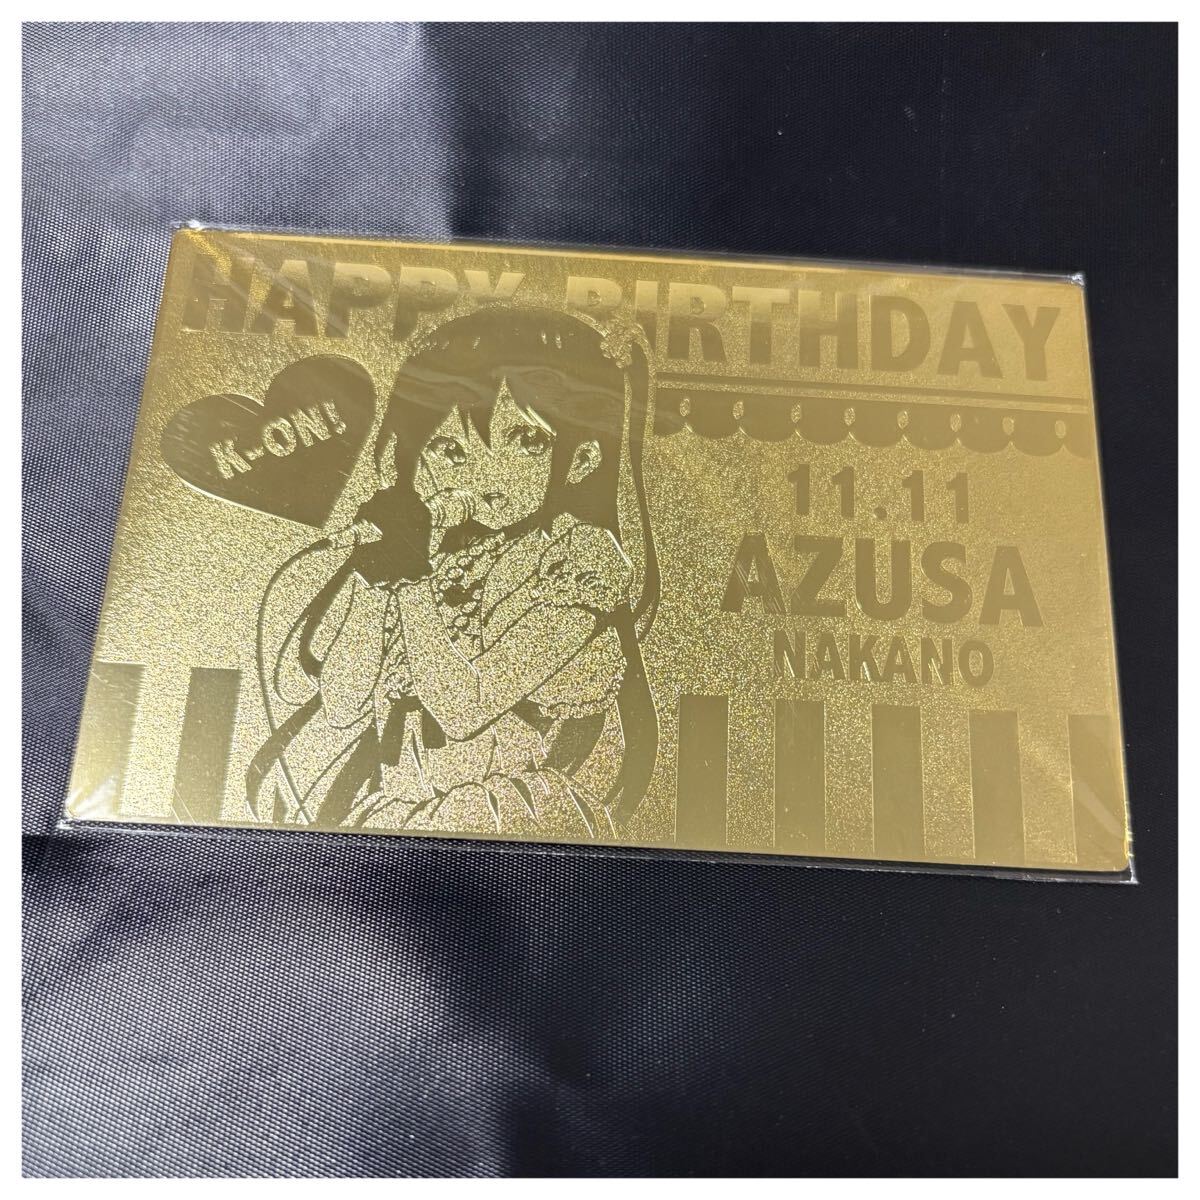 HAPPY BIRTHDAY
K-ON!
11.11
AZUSA
NAKANO